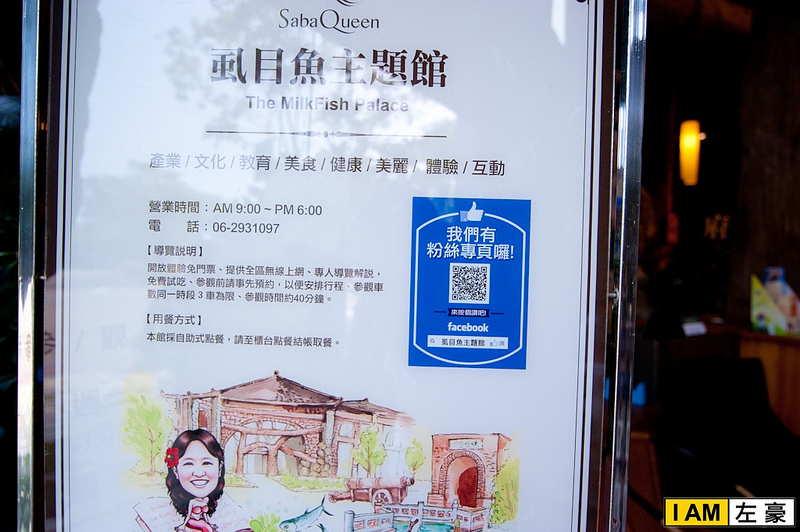 SabaQueen
虱目魚主題館
The MilkFish Palace
產業 / 文化 / 教育 / 美食 / 健康 / 美麗 / 體驗 / 互動
營業時間：AM 9:00 ~ PM 6:00
電　　話：06-2931097
【導覽說明】
開放體驗免門票、提供全區無線上網、專人導覽解說，
免費試吃、參觀前請事先預約，以便安排行程、參觀車
數同一時段 3 車為限、參觀時間約40分鐘。
【用餐方式】
本館採自助式點餐，請至櫃台點餐結帳取餐。
我們有
粉絲專頁囉!
來按個讚吧!
facebook
虱目魚主題館
府
I AM 左豪